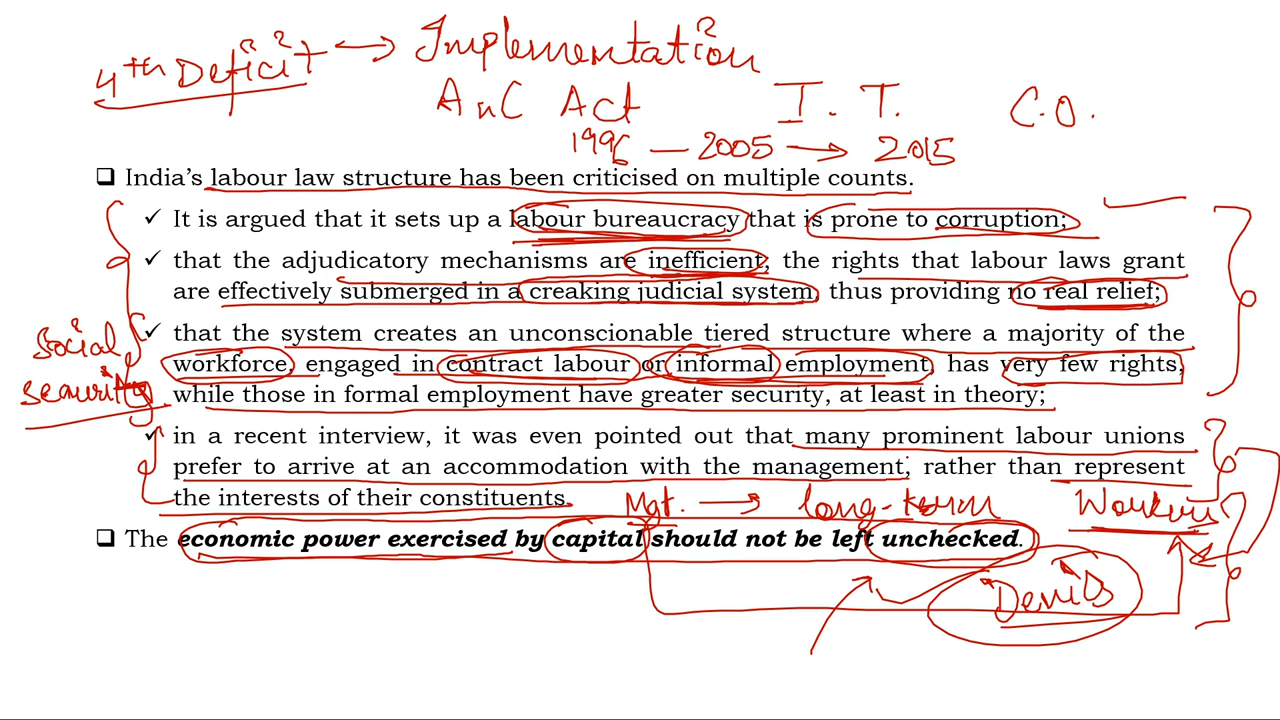 4th Deficit → Implementation
AnC Act I. T. C.O.
1996 — 2005 → 2015
❑ India's labour law structure has been criticised on multiple counts.
✓ It is argued that it sets up a labour bureaucracy that is prone to corruption;
✓ that the adjudicatory mechanisms are inefficient, the rights that labour laws grant
are effectively submerged in a creaking judicial system, thus providing no real relief;
✓ that the system creates an unconscionable tiered structure where a majority of the
workforce, engaged in contract labour or informal employment, has very few rights,
while those in formal employment have greater security, at least in theory;
Social
security
✓ in a recent interview, it was even pointed out that many prominent labour unions
prefer to arrive at an accommodation with the management, rather than represent
the interests of their constituents.
Mgt. → long-term
❑ The economic power exercised by capital should not be left unchecked.